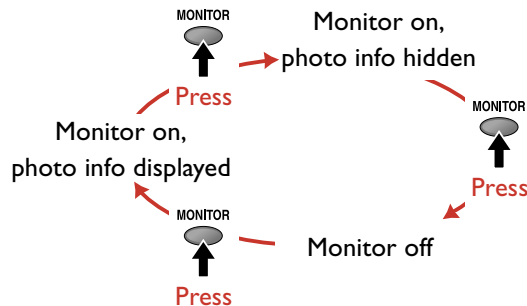 MONITOR
Press
Monitor on,
photo info hidden
MONITOR
Press
Monitor off
MONITOR
Press
Monitor on,
photo info displayed